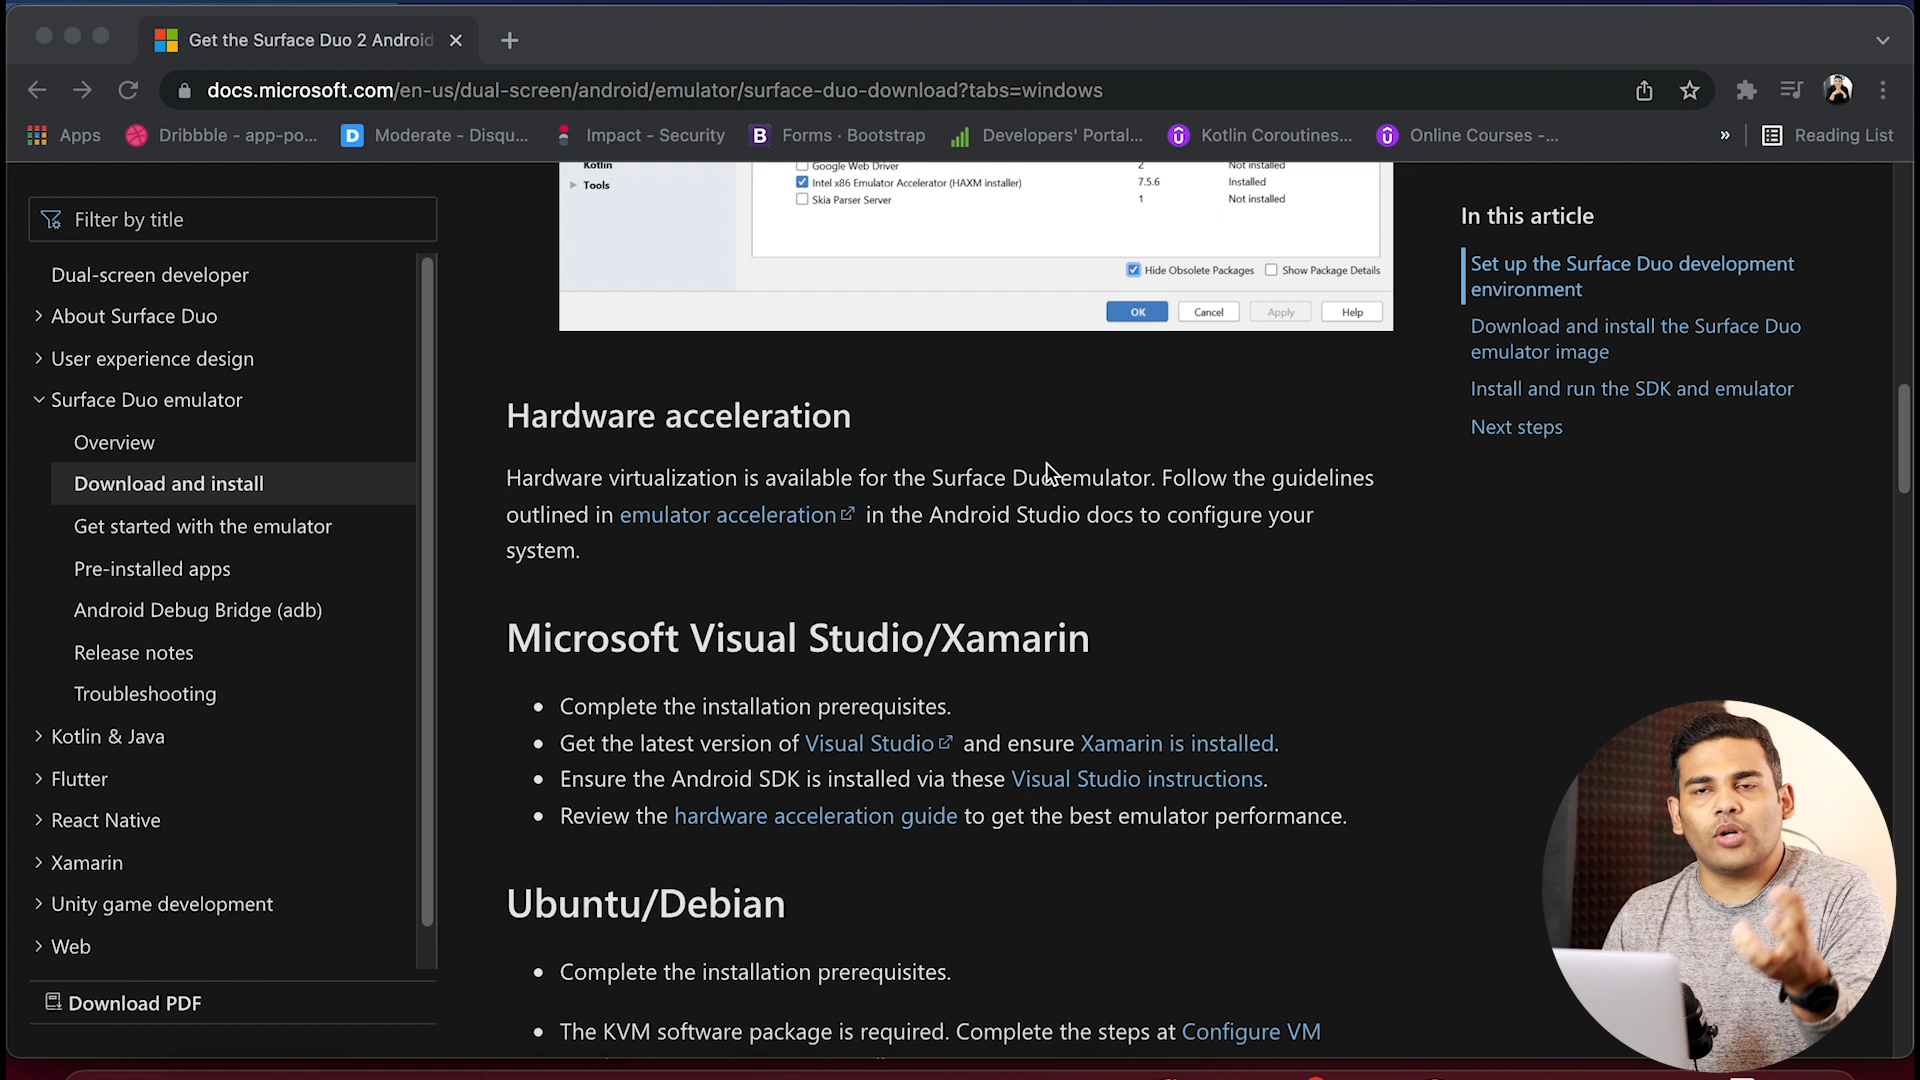 Get the Surface Duo 2 Android
docs.microsoft.com/en-us/dual-screen/android/emulator/surface-duo-download?tabs=windows
Apps
Dribbble - app-po...
D
Moderate - Disqu...
Impact - Security
B
Forms · Bootstrap
Developers' Portal...
Kotlin Coroutines...
Online Courses -...
»
Reading List
Filter by title
Dual-screen developer
About Surface Duo
User experience design
Surface Duo emulator
Overview
Download and install
Get started with the emulator
Pre-installed apps
Android Debug Bridge (adb)
Release notes
Troubleshooting
Kotlin & Java
Flutter
React Native
Xamarin
Unity game development
Web
Download PDF
Kotlin
Tools
Google Web Driver 2 Not installed
Intel x86 Emulator Accelerator (HAXM installer) 7.5.6 Installed
Skia Parser Server 1 Not installed
Hide Obsolete Packages Show Package Details
OK Cancel Apply Help
Hardware acceleration
Hardware virtualization is available for the Surface Duo emulator. Follow the guidelines
outlined in emulator acceleration in the Android Studio docs to configure your
system.
Microsoft Visual Studio/Xamarin
• Complete the installation prerequisites.
• Get the latest version of Visual Studio and ensure Xamarin is installed.
• Ensure the Android SDK is installed via these Visual Studio instructions.
• Review the hardware acceleration guide to get the best emulator performance.
Ubuntu/Debian
• Complete the installation prerequisites.
• The KVM software package is required. Complete the steps at Configure VM
In this article
Set up the Surface Duo development
environment
Download and install the Surface Duo
emulator image
Install and run the SDK and emulator
Next steps